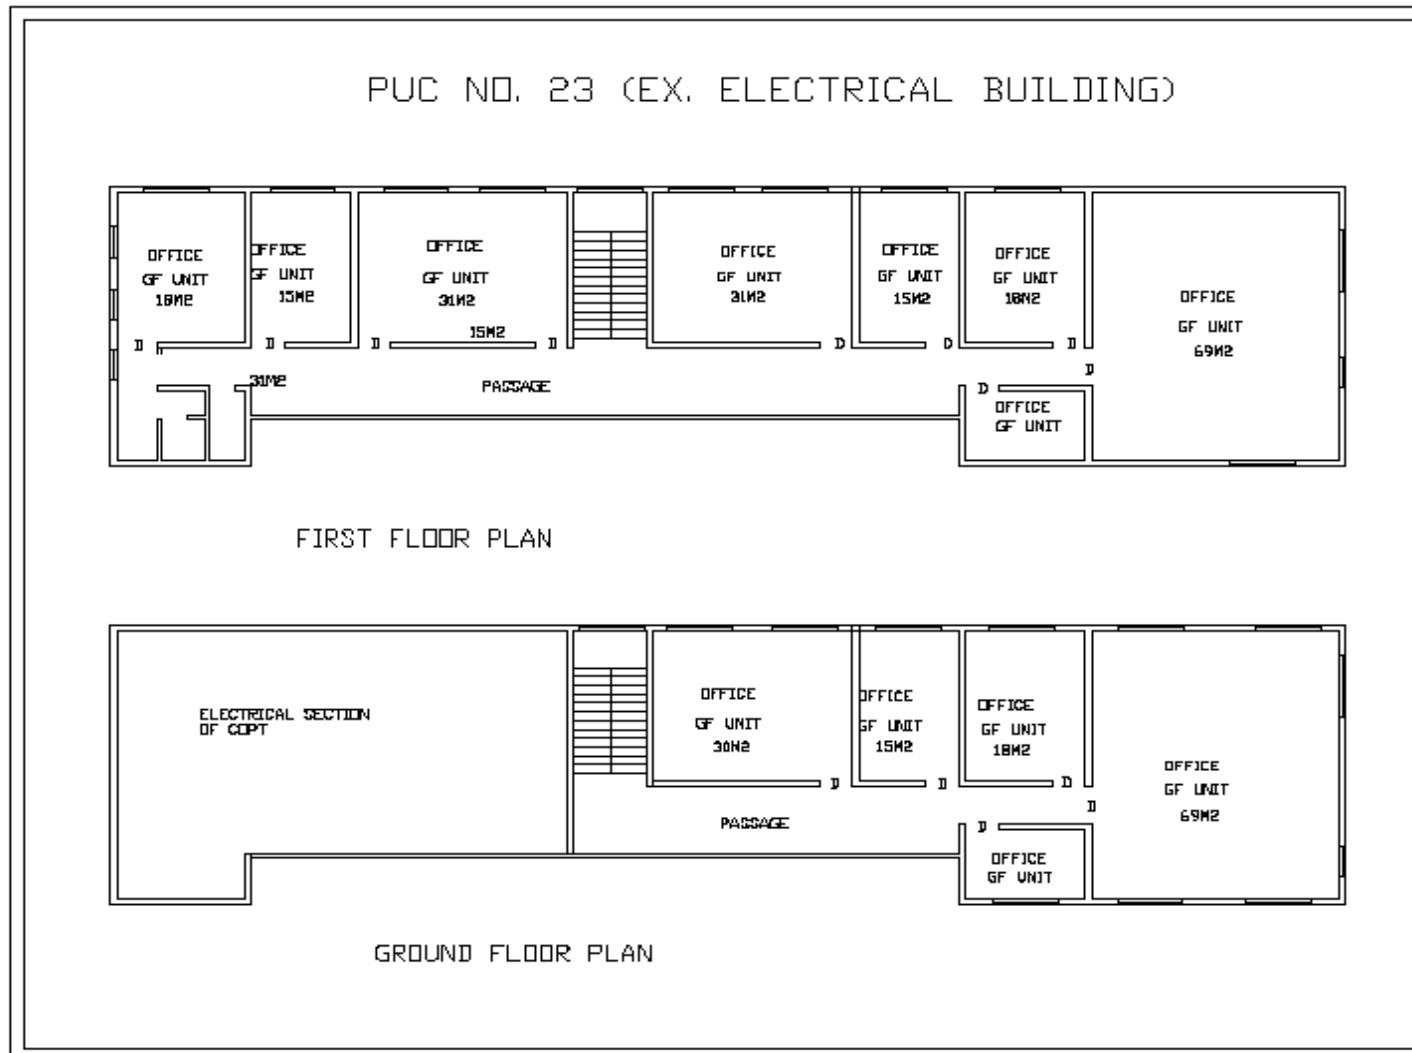 PUC NO. 23 (EX. ELECTRICAL BUILDING)
OFFICE
GF UNIT
18M2
OFFICE
GF UNIT
15M2
OFFICE
GF UNIT
31M2
15M2
OFFICE
GF UNIT
31M2
OFFICE
GF UNIT
15M2
OFFICE
GF UNIT
18M2
OFFICE
GF UNIT
69M2
D
D
D
D
D
D
D
D
D
31M2
PASSAGE
OFFICE
GF UNIT
FIRST FLOOR PLAN
ELECTRICAL SECTION
OF COPT
OFFICE
GF UNIT
30M2
OFFICE
GF UNIT
15M2
OFFICE
GF UNIT
18M2
OFFICE
GF UNIT
69M2
D
D
D
D
D
PASSAGE
OFFICE
GF UNIT
GROUND FLOOR PLAN